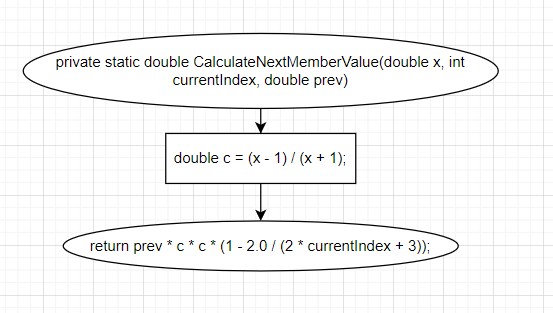 private static double CalculateNextMemberValue(double x, int
currentIndex, double prev)
double c = (x - 1) / (x + 1);
return prev * c * c * (1 - 2.0 / (2 * currentIndex + 3));